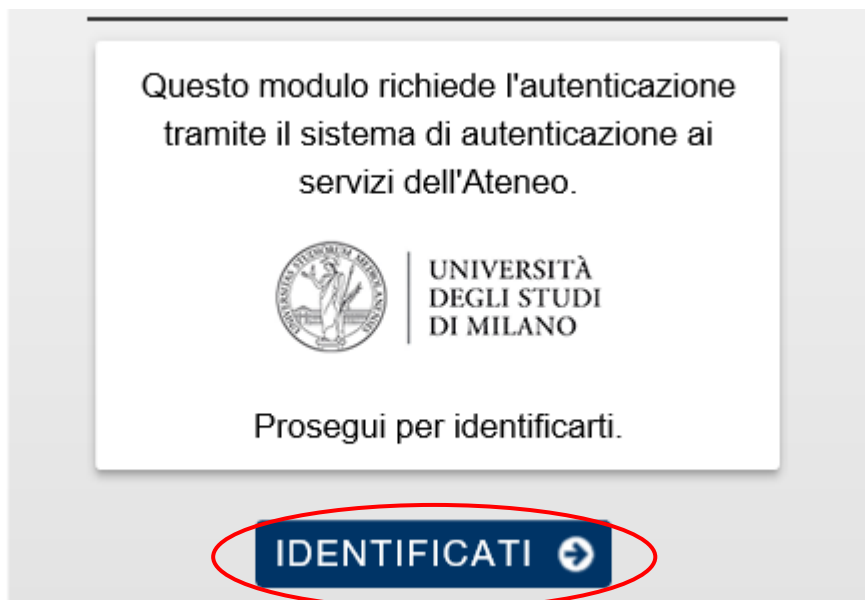 Questo modulo richiede l'autenticazione
tramite il sistema di autenticazione ai
servizi dell'Ateneo.
UNIVERSITÀ
DEGLI STUDI
DI MILANO
Prosegui per identificarti.
IDENTIFICATI